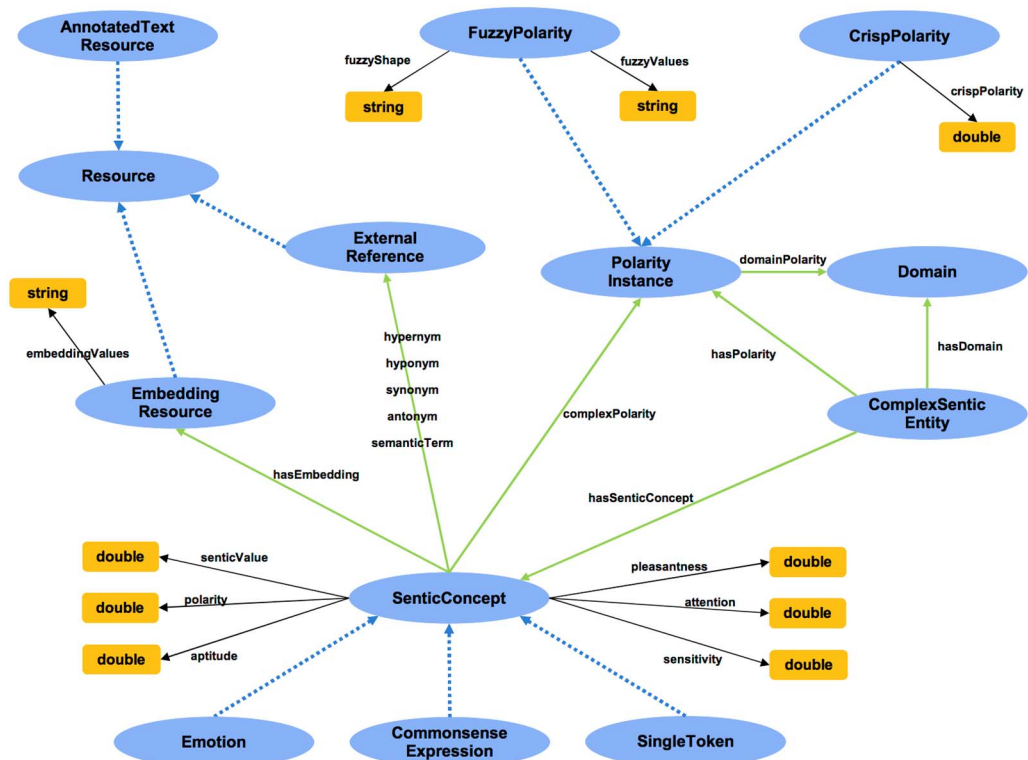 AnnotatedText
Resource
FuzzyPolarity
CrispPolarity
fuzzyShape
fuzzyValues
string
string
crispPolarity
double
Resource
External
Reference
Polarity
Instance
domainPolarity
Domain
string
embeddingValues
hypernym
hyponym
synonym
antonym
semanticTerm
hasPolarity
hasDomain
Embedding
Resource
complexPolarity
ComplexSentic
Entity
hasEmbedding
hasSenticConcept
double
senticValue
pleasantness
double
double
polarity
SenticConcept
attention
double
double
aptitude
sensitivity
double
Emotion
Commonsense
Expression
SingleToken